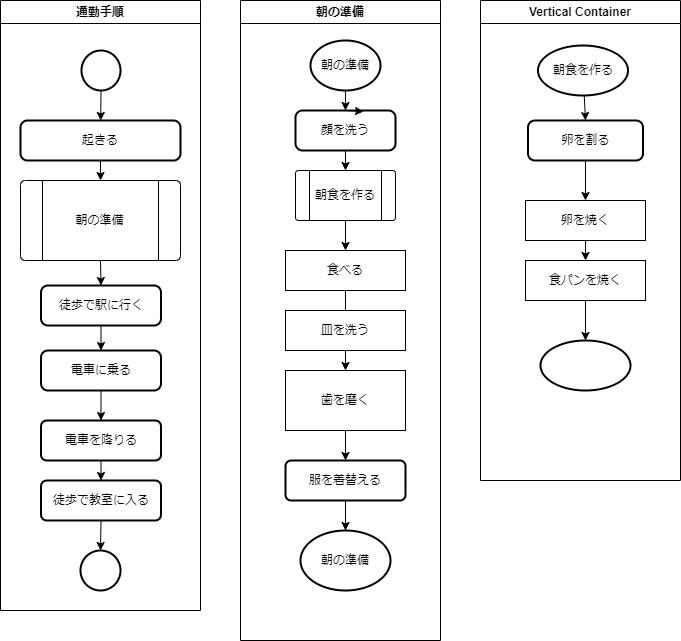 通勤手順
起きる
朝の準備
徒歩で駅に行く
電車に乗る
電車を降りる
徒歩で教室に入る
朝の準備
朝の準備
顔を洗う
朝食を作る
食べる
皿を洗う
歯を磨く
服を着替える
朝の準備
Vertical Container
朝食を作る
卵を割る
卵を焼く
食パンを焼く